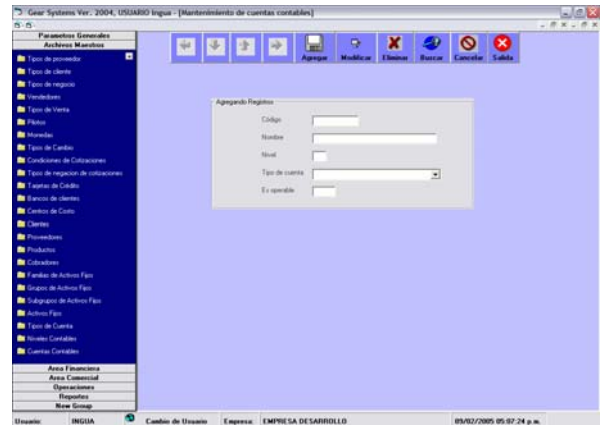 Gear Systems Ver. 2004, USUARIO Ingua - [Mantenimiento de cuentas contables]
Parametros Generales
Archivos Maestros
Agregar Modificar Eliminar Buscar Cancelar Salida
Tipos de proveedor
Tipos de cliente
Tipos de negocio
Vendedores
Tipos de Venta
Pilotos
Monedas
Tipos de Cambio
Condiciones de Cotizaciones
Tipos de negacion de cotizaciones
Tarjetas de Crédito
Bancos de clientes
Centros de Costo
Clientes
Proveedores
Productos
Cobradores
Familias de Activos Fijos
Grupos de Activos Fijos
Subgrupos de Activos Fijos
Activos Fijos
Tipos de Cuenta
Niveles Contables
Cuentas Contables
Agregando Registros
Código
Nombre
Nivel
Tipo de cuenta
Es operable
Area Financiera
Area Comercial
Operaciones
Reportes
New Group
Usuario: INGUA Cambio de Usuario Empresa: EMPRESA DESARROLLO 09/02/2005 05:07:24 p.m.